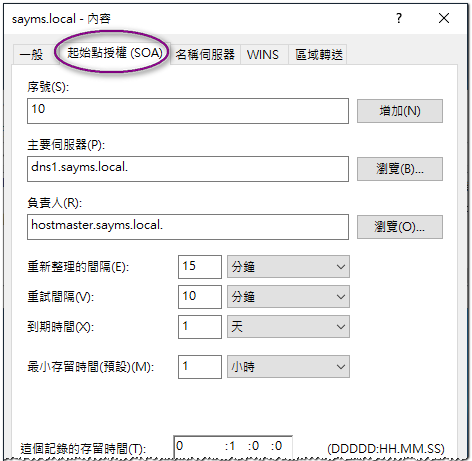 sayms.local - 內容
一般 起始點授權 (SOA) 名稱伺服器 WINS 區域轉送
序號(S):
10 增加(N)
主要伺服器(P):
dns1.sayms.local. 瀏覽(B)...
負責人(R):
hostmaster.sayms.local. 瀏覽(O)...
重新整理的間隔(E): 15 分鐘
重試間隔(V): 10 分鐘
到期時間(X): 1 天
最小存留時間(預設)(M): 1 小時
這個記錄的存留時間(T): 0 :1 :0 :0 (DDDDD:HH.MM.SS)